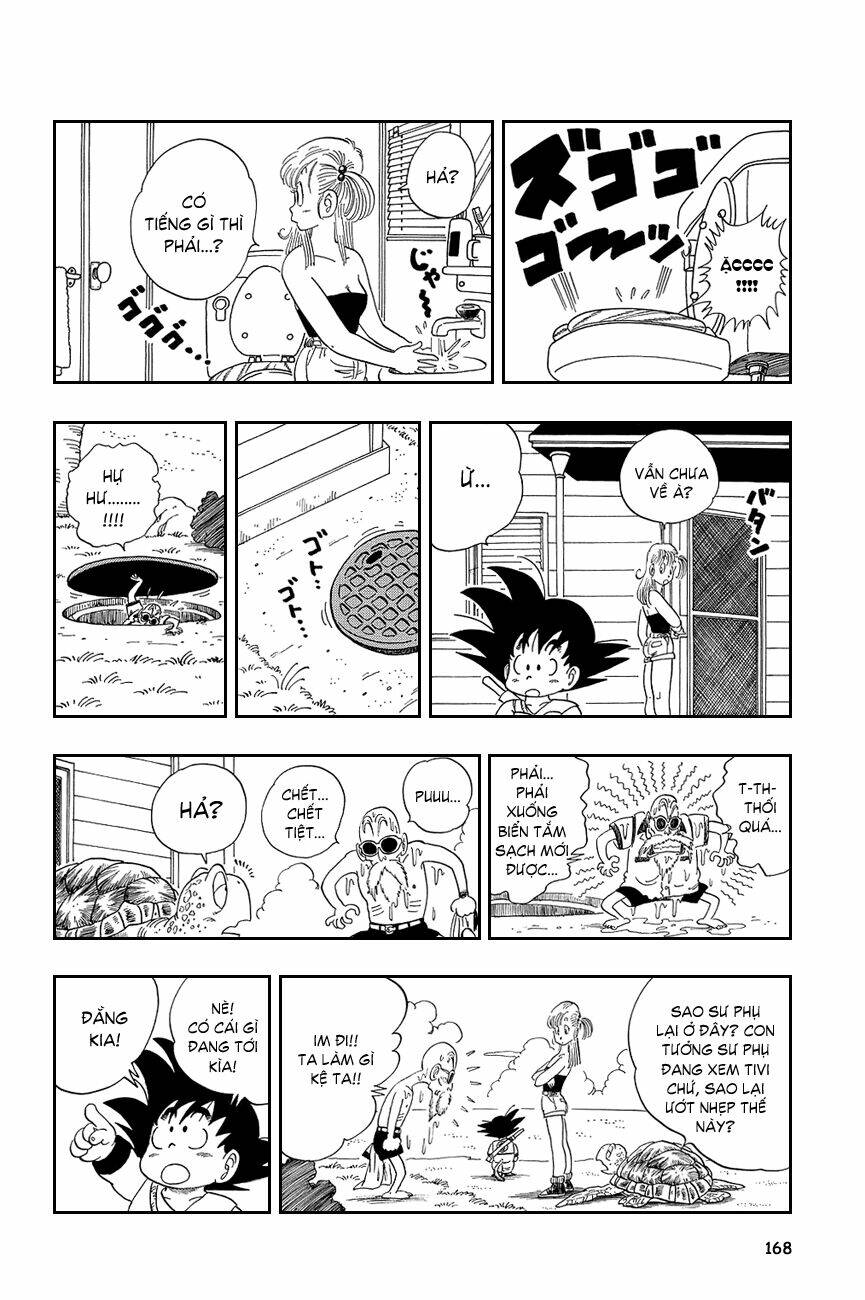 ズゴゴゴ
ゴーッ
ẶCCCC
!!!!
HẢ?
CÓ
TIẾNG GÌ THÌ
PHẢI...?
じゃ〜
ゴゴゴ...
VẪN CHƯA
VỀ À?
Ừ...
バタン
ゴト...
ゴト...
HỰ
HƯ........
!!!!
T-TH-
THỐI
QUÁ...
PHẢI...
PHẢI
XUỐNG
BIỂN TẮM
SẠCH MỚI
ĐƯỢC...
PUUU...
CHẾT...
CHẾT
TIỆT...
HẢ?
SAO SƯ PHỤ
LẠI Ở ĐÂY? CON
TƯỞNG SƯ PHỤ
ĐANG XEM TIVI
CHỨ, SAO LẠI
ƯỚT NHẸP THẾ
NÀY?
IM ĐI!!
TA LÀM GÌ
KỆ TA!!
NÈ!
CÓ CÁI GÌ
ĐANG TỚI
KÌA!
ĐẰNG
KIA!
168